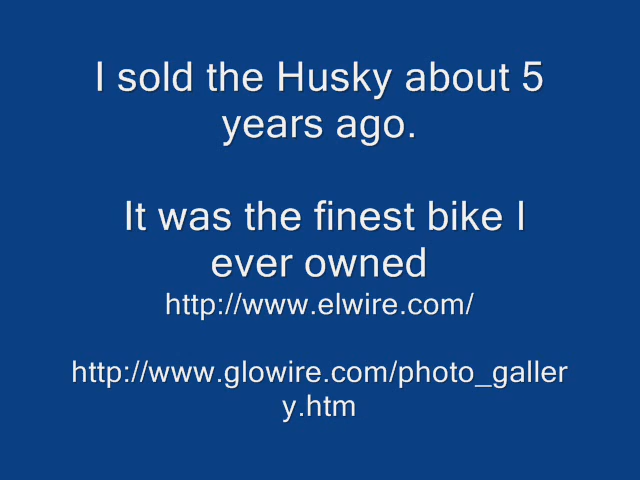 I sold the Husky about 5
years ago.
It was the finest bike I
ever owned
http://www.elwire.com/
http://www.glowire.com/photo_galler
y.htm